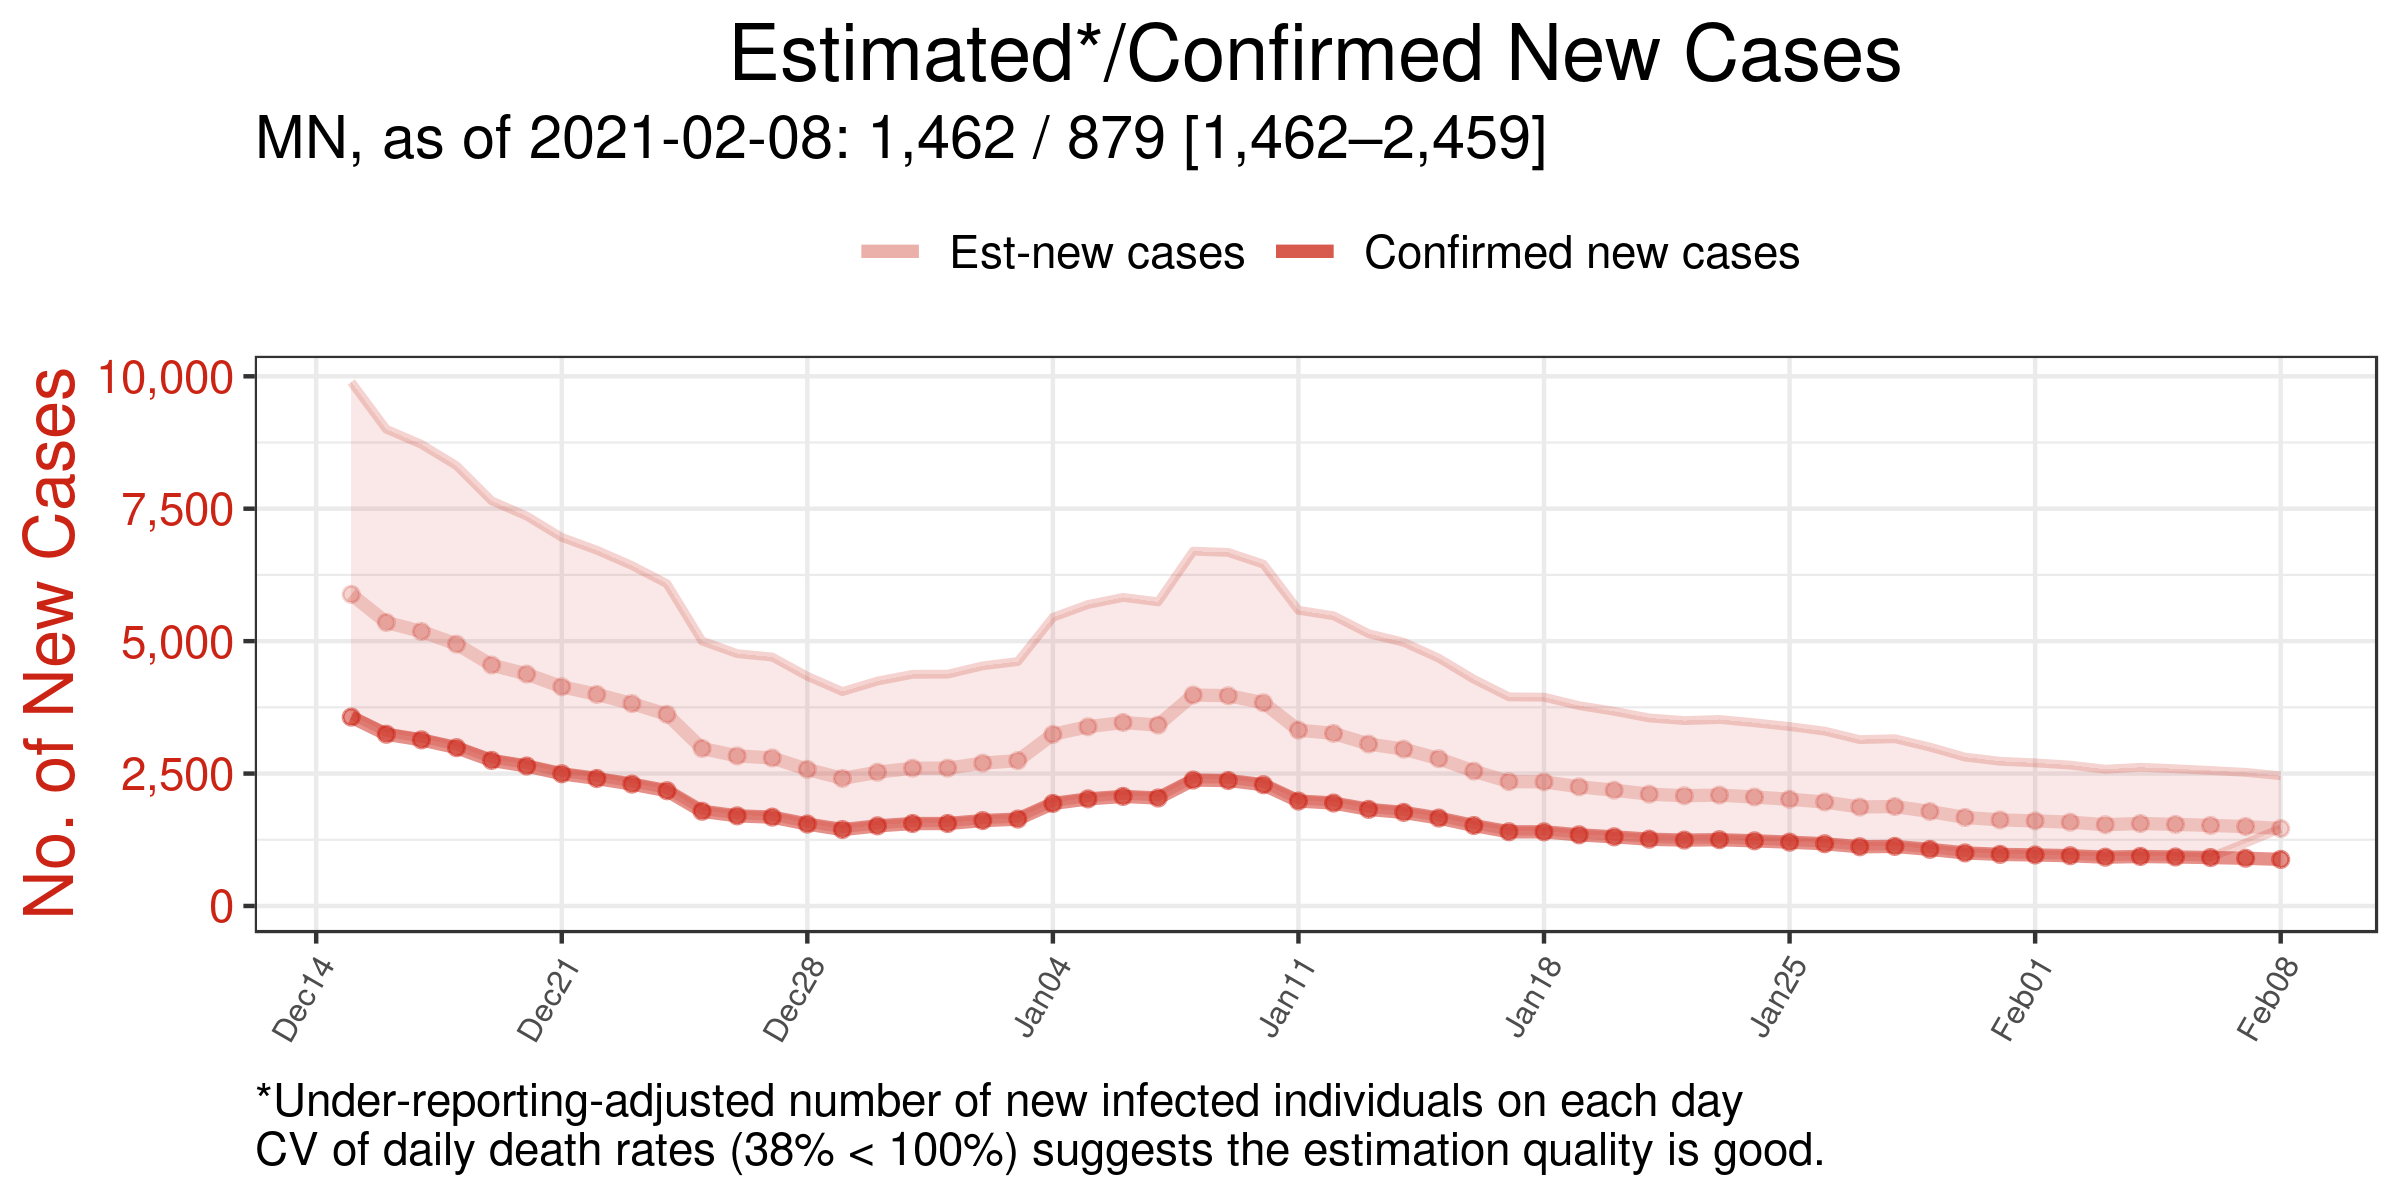 Estimated*/Confirmed New Cases
MN, as of 2021-02-08: 1,462 / 879 [1,462–2,459]
Est-new cases
Confirmed new cases
No. of New Cases
10,000
7,500
5,000
2,500
0
Dec14
Dec21
Dec28
Jan04
Jan11
Jan18
Jan25
Feb01
Feb08
*Under-reporting-adjusted number of new infected individuals on each day
CV of daily death rates (38% < 100%) suggests the estimation quality is good.